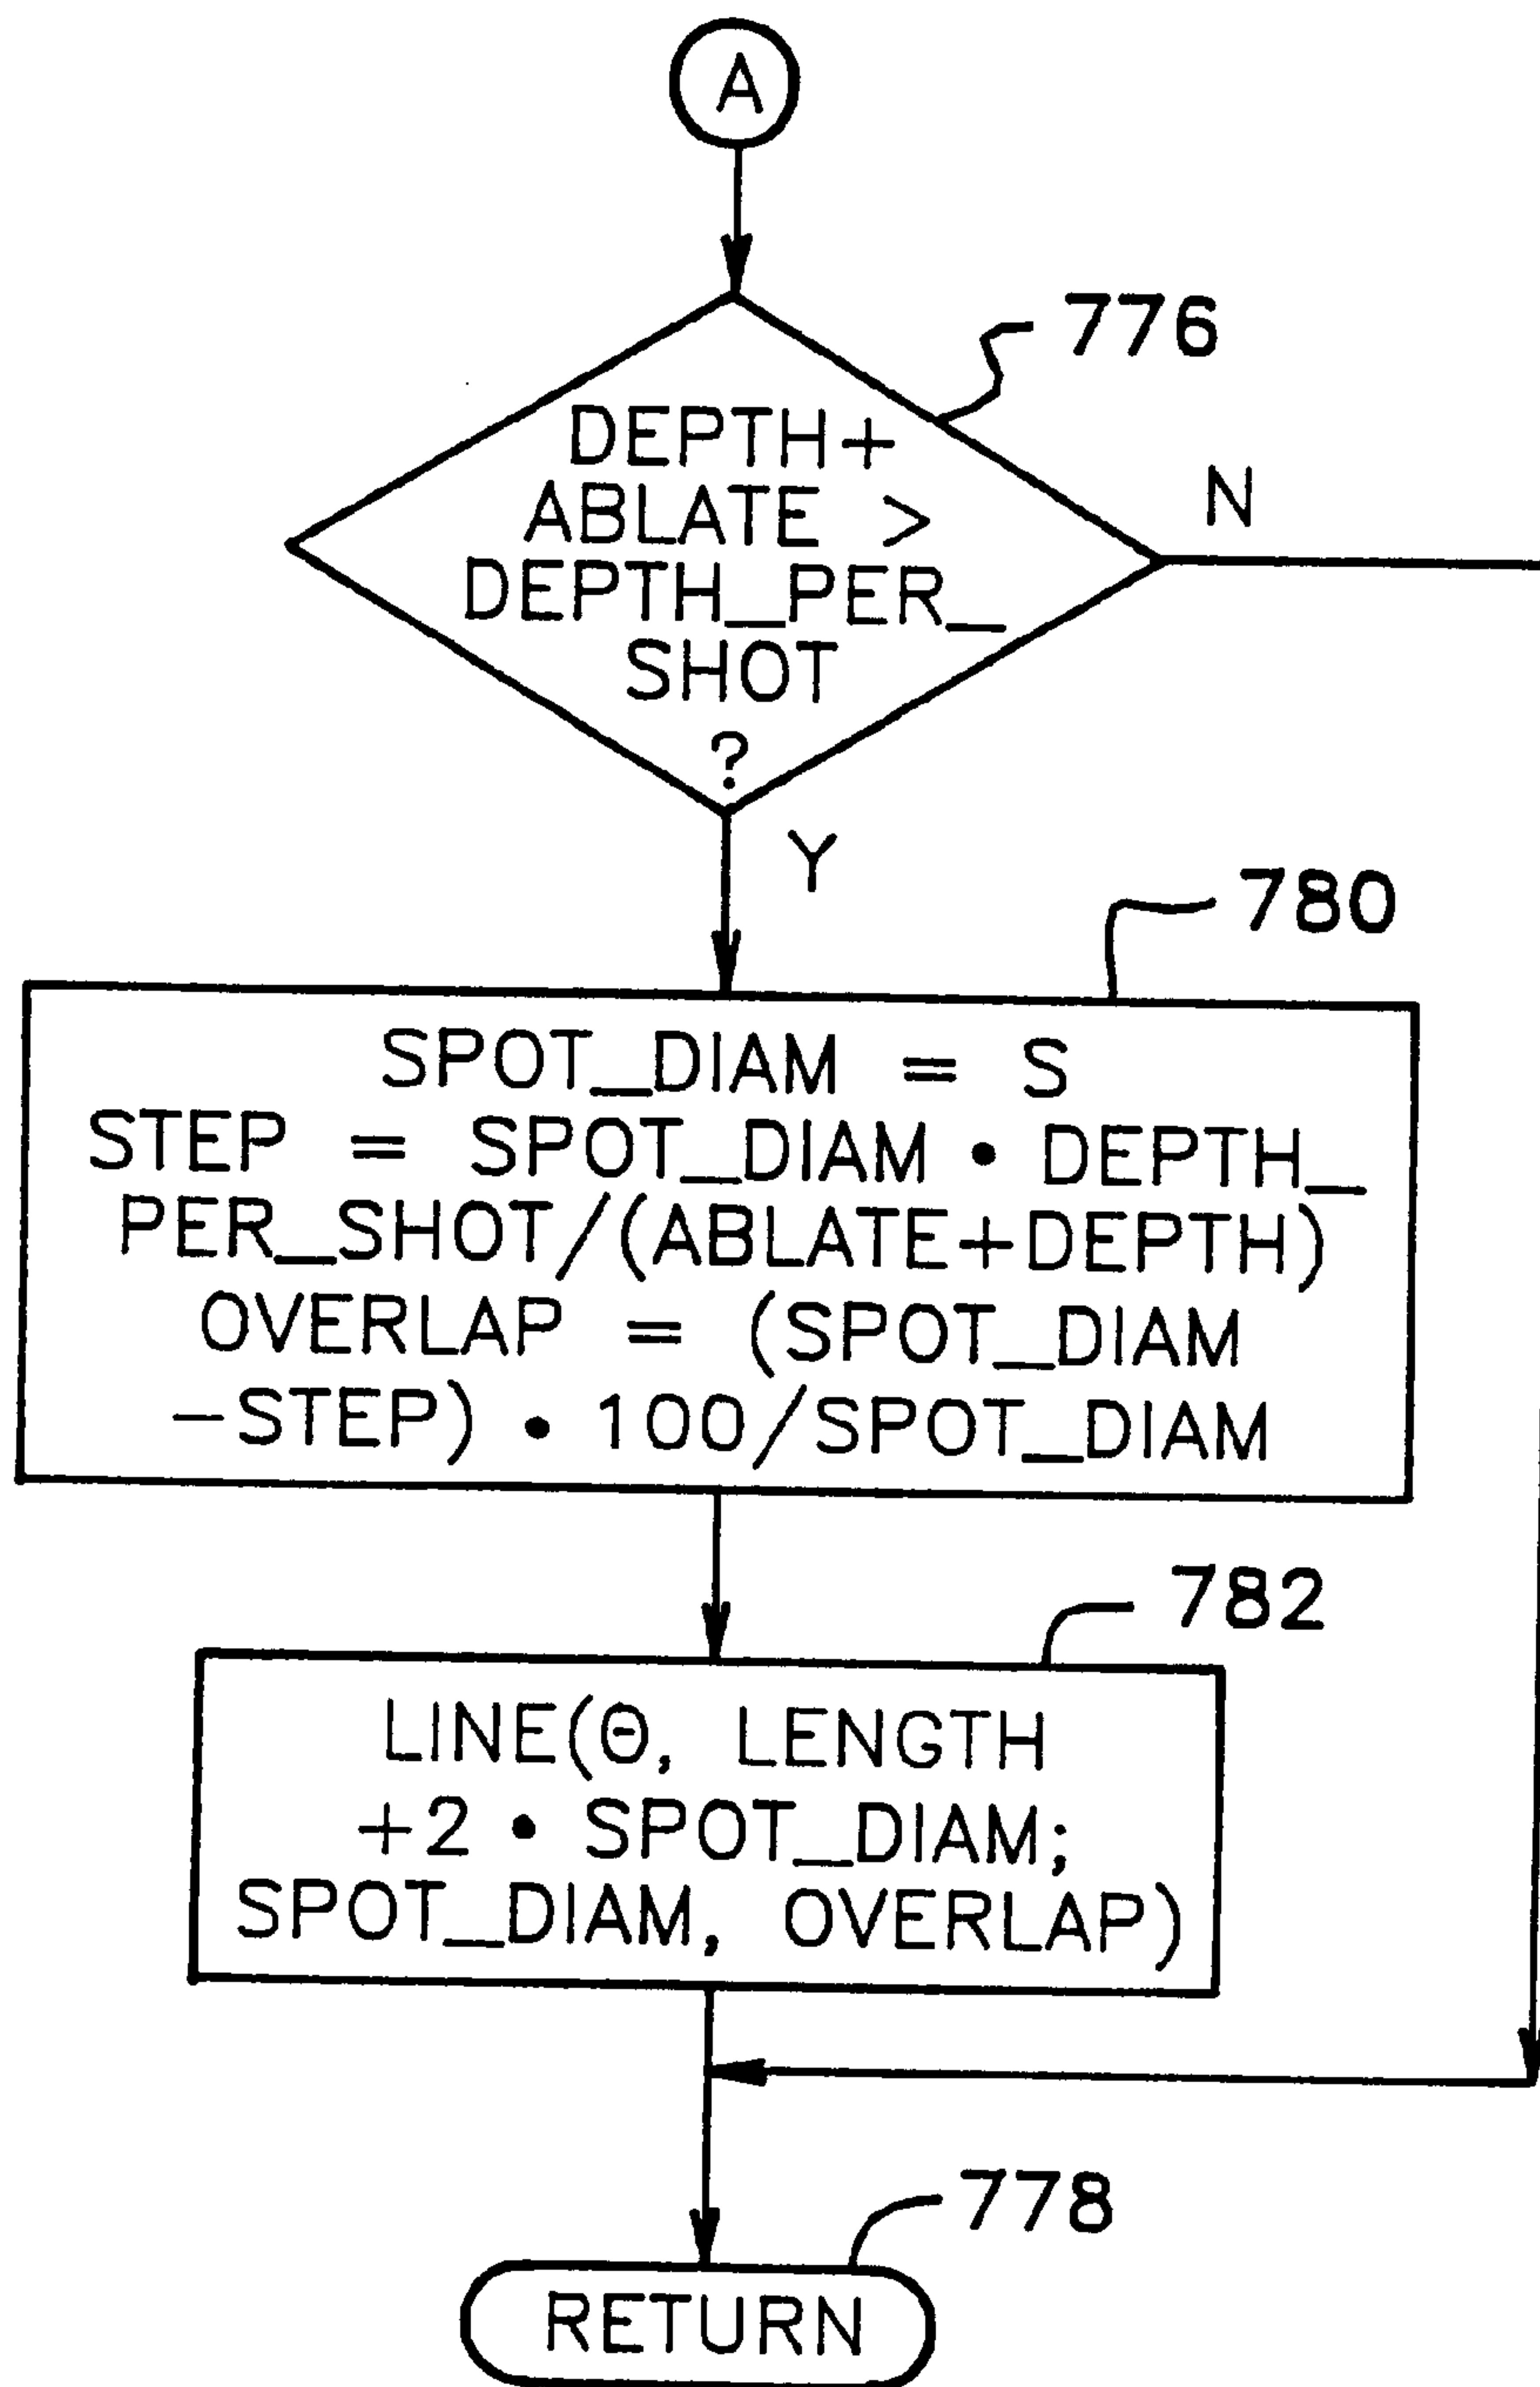 A
776
DEPTH+
ABLATE >
DEPTH_PER_
SHOT
?
N
Y
780
SPOT_DIAM = S
STEP = SPOT_DIAM • DEPTH_
PER_SHOT/(ABLATE+DEPTH)
OVERLAP = (SPOT_DIAM
-STEP) • 100/SPOT_DIAM
782
LINE(Θ, LENGTH
+2 • SPOT_DIAM;
SPOT_DIAM, OVERLAP)
778
RETURN